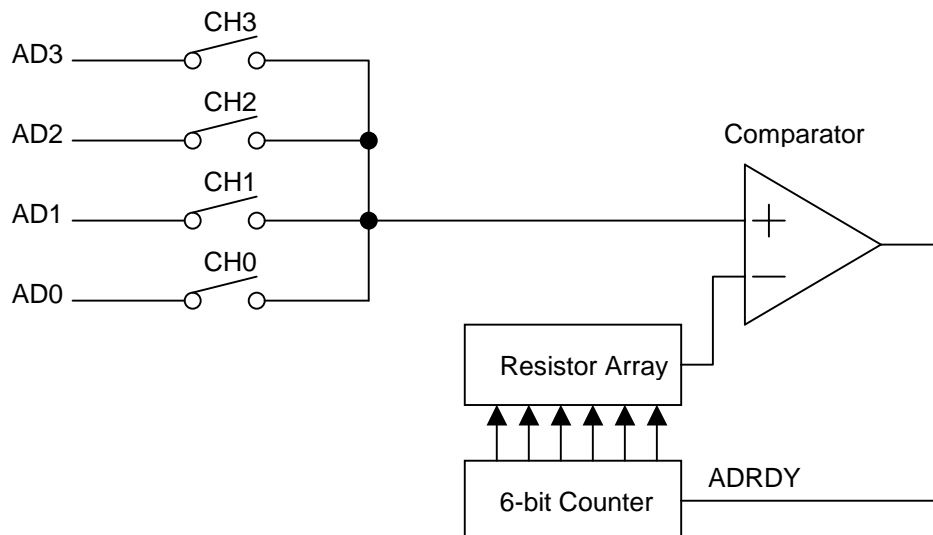 CH3
AD3
CH2
AD2
Comparator
CH1
AD1
CH0
AD0
Resistor Array
ADRDY
6-bit Counter